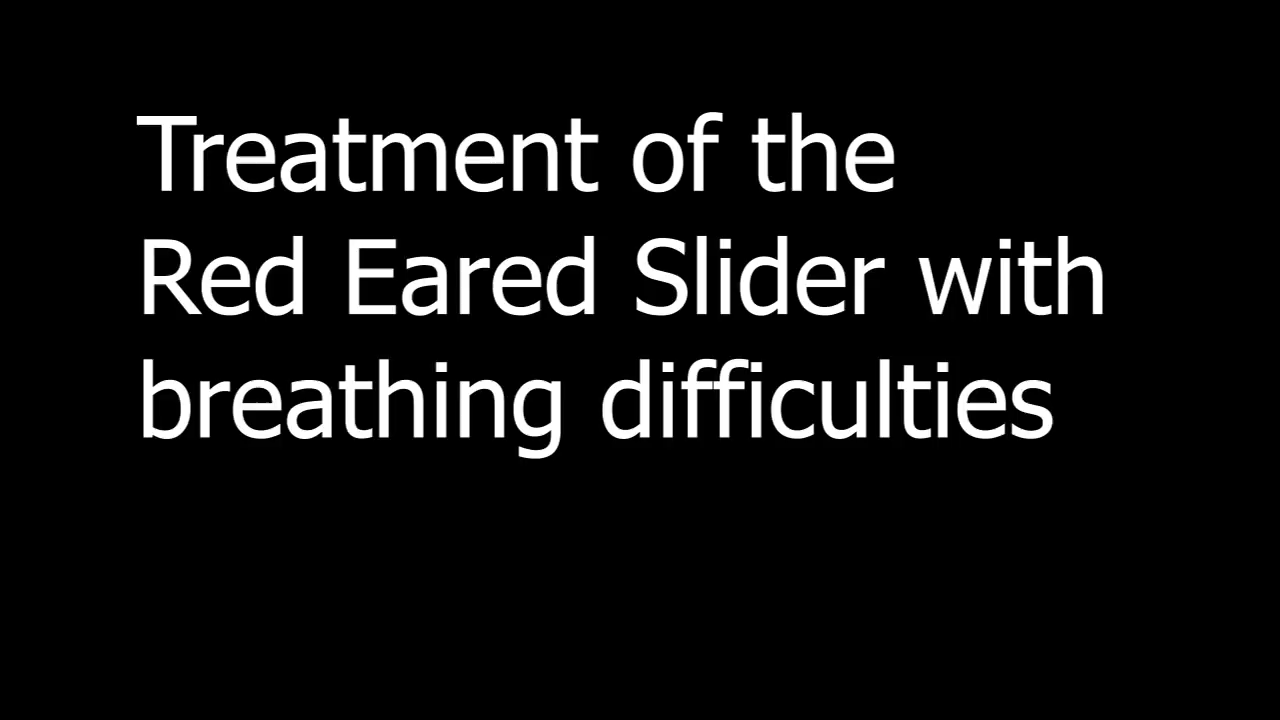 Treatment of the
Red Eared Slider with
breathing difficulties